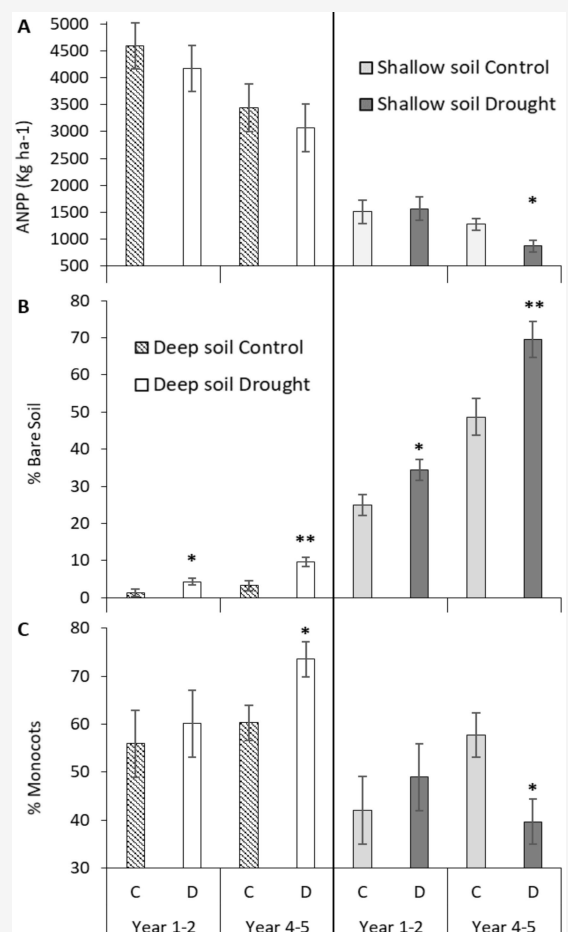 A
ANPP (Kg ha-1)
5000
4500
4000
3500
3000
2500
2000
1500
1000
500
Shallow soil Control
Shallow soil Drought
*
B
% Bare Soil
80
70
60
50
40
30
20
10
0
Deep soil Control
Deep soil Drought
*
**
*
**
C
% Monocots
80
70
60
50
40
30
*
*
C D C D C D C D
Year 1-2 Year 4-5 Year 1-2 Year 4-5